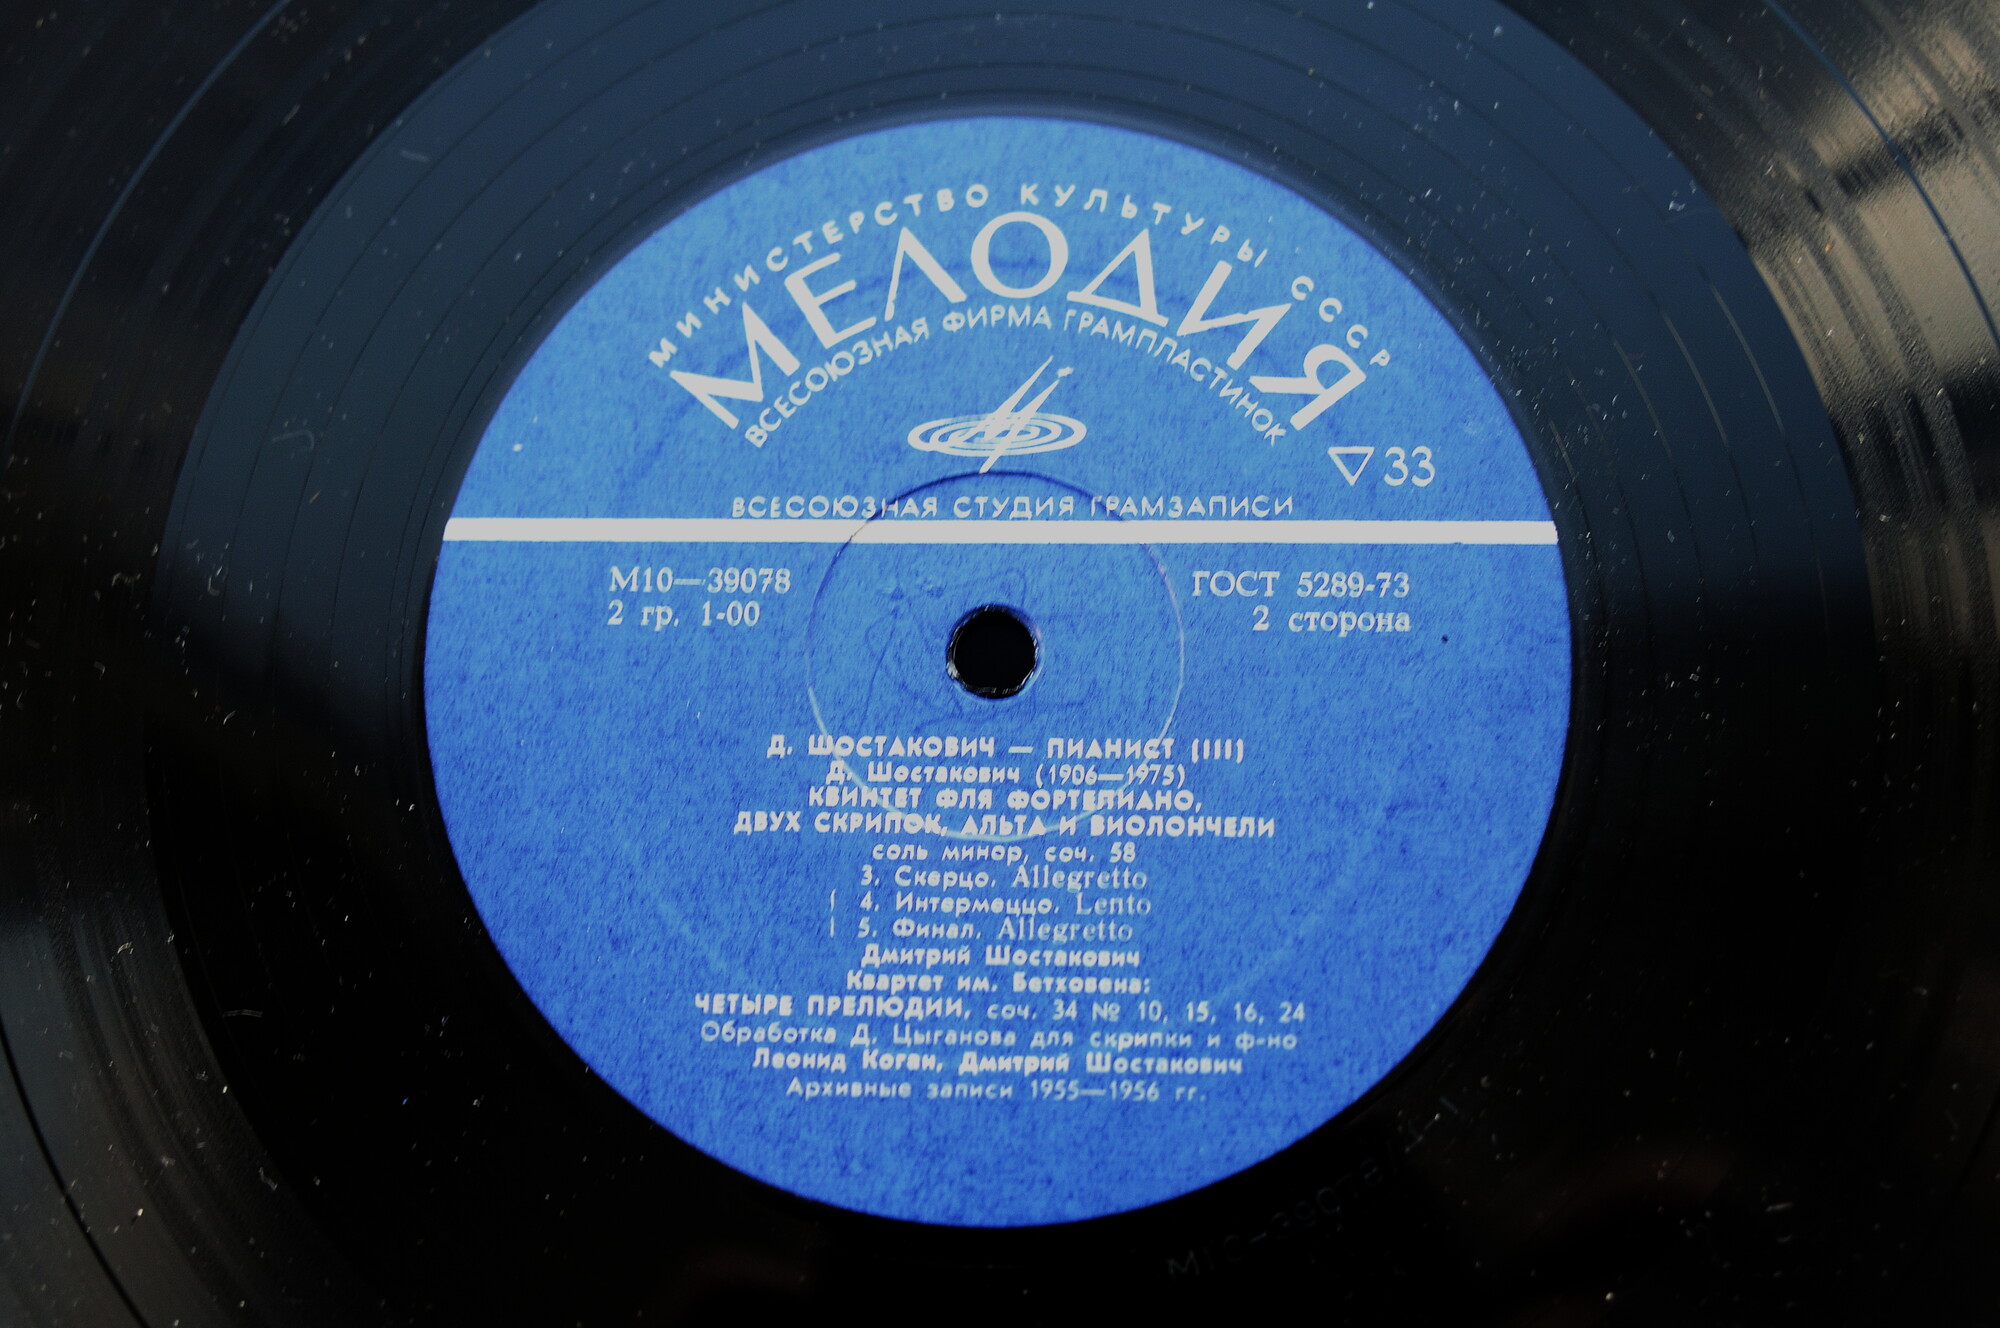 МИНИСТЕРСТВО КУЛЬТУРЫ СССР
МЕЛОДИЯ
ВСЕСОЮЗНАЯ ФИРМА ГРАМПЛАСТИНОК
▽33
ВСЕСОЮЗНАЯ СТУДИЯ ГРАМЗАПИСИ
М10—39078
2 гр. 1-00
ГОСТ 5289-73
2 сторона
Д. ШОСТАКОВИЧ — ПИАНИСТ (IIII)
Д. Шостакович (1906—1975)
КВИНТЕТ ФЛЯ ФОРТЕПИАНО,
ДВУХ СКРИПОК, АЛЬТА И ВИОЛОНЧЕЛИ
соль минор, соч. 58
3. Скерцо. Allegretto
4. Интермеццо. Lento
5. Финал. Allegretto
Дмитрий Шостакович
Квартет им. Бетховена:
ЧЕТЫРЕ ПРЕЛЮДИИ, соч. 34 № 10, 15, 16, 24
Обработка Д. Цыганова для скрипки и ф-но
Леонид Коган, Дмитрий Шостакович
Архивные записи 1955—1956 гг.